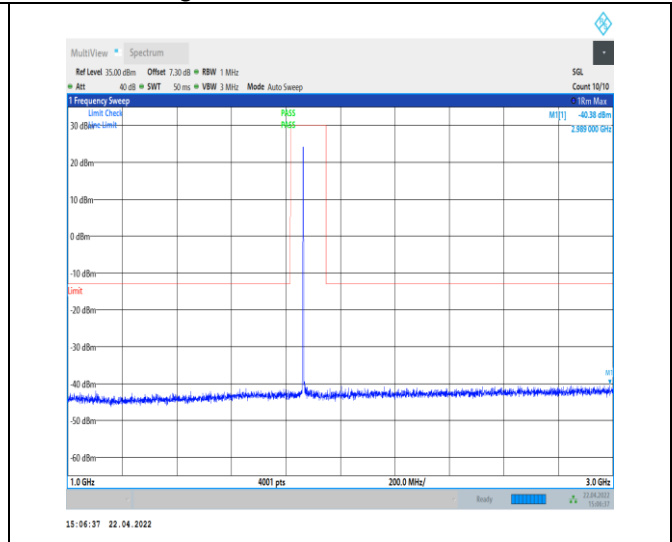 MultiView Spectrum
Ref Level 35.00 dBm Offset 7.30 dB RBW 1 MHz SGL
Att 40 dB SWT 50 ms VBW 3 MHz Mode Auto Sweep Count 10/10
1 Frequency Sweep 1Rm Max
Limit Check PASS M1[1] -40.38 dBm
30 dBm Line Limit PASS 2.989 000 GHz
20 dBm
10 dBm
0 dBm
-10 dBm
Limit
-20 dBm
-30 dBm
M1
-40 dBm
-50 dBm
-60 dBm
1.0 GHz 4001 pts 200.0 MHz/ 3.0 GHz
Ready 22.04.2022
15:06:37
15:06:37 22.04.2022